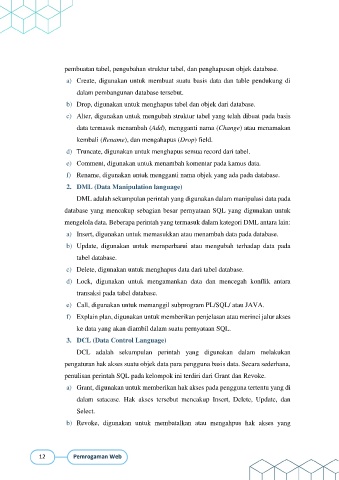 pembuatan tabel, pengubahan struktur tabel, dan penghapusan objek database.
a) Create, digunakan untuk membuat suatu basis data dan table pendukung di
dalam pembangunan database tersebut.
b) Drop, digunakan untuk menghapus tabel dan objek dari database.
c) Alter, digunakan untuk mengubah struktur tabel yang telah dibuat pada basis
data termasuk menambah (Add), mengganti nama (Change) atau menamakan
kembali (Rename), dan mengahapus (Drop) field.
d) Truncate, digunakan untuk menghapus semua record dari tabel.
e) Comment, digunakan untuk menambah komentar pada kamus data.
f) Rename, digunakan untuk mengganti nama objek yang ada pada database.
2. DML (Data Manipulation language)
DML adalah sekumpulan perintah yang digunakan dalam manipulasi data pada
database yang mencakup sebagian besar pernyataan SQL yang digunakan untuk
mengelola data. Beberapa perintah yang termasuk dalam kategori DML antara lain:
a) Insert, digunakan untuk memasukkan atau menambah data pada database.
b) Update, digunakan untuk memperbarui atau mengubah terhadap data pada
tabel database.
c) Delete, digunakan untuk menghapus data dari tabel database.
d) Lock, digunakan untuk mengamankan data dan mencegah konflik antara
transaksi pada tabel database.
e) Call, digunakan untuk memanggil subprogram PL/SQL/ atau JAVA.
f) Explain plan, digunakan untuk memberikan penjelasan atau merinci jalur akses
ke data yang akan diambil dalam suatu pernyataan SQL.
3. DCL (Data Control Language)
DCL adalah sekumpulan perintah yang digunakan dalam melakukan
pengaturan hak akses suatu objek data para pengguna basis data. Secara sederhana,
penulisan perintah SQL pada kelompok ini terdiri dari Grant dan Revoke.
a) Grant, digunakan untuk memberikan hak akses pada pengguna tertentu yang di
dalam satacase. Hak akses tersebut mencakup Insert, Delete, Update, dan
Select.
b) Revoke, digunakan untuk membatalkan atau mengahpus hak akses yang
12 Pemrogaman Web